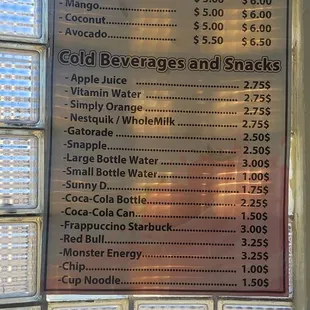 - Mango $ 5.00 $ 6.00
- Coconut $ 5.00 $ 6.00
- Avocado $ 5.50 $ 6.50
Cold Beverages and Snacks
- Apple Juice 2.75$
- Vitamin Water 2.75$
- Simply Orange 2.75$
- Nestquik / WholeMilk 2.75$
-Gatorade 2.50$
-Snapple 2.50$
-Large Bottle Water 3.00$
-Small Bottle Water 1.00$
-Sunny D 1.75$
-Coca-Cola Bottle 2.25$
-Coca-Cola Can 1.50$
-Frappuccino Starbuck 3.00$
-Red Bull 3.25$
-Monster Energy 3.25$
-Chip 1.00$
-Cup Noodle 1.50$